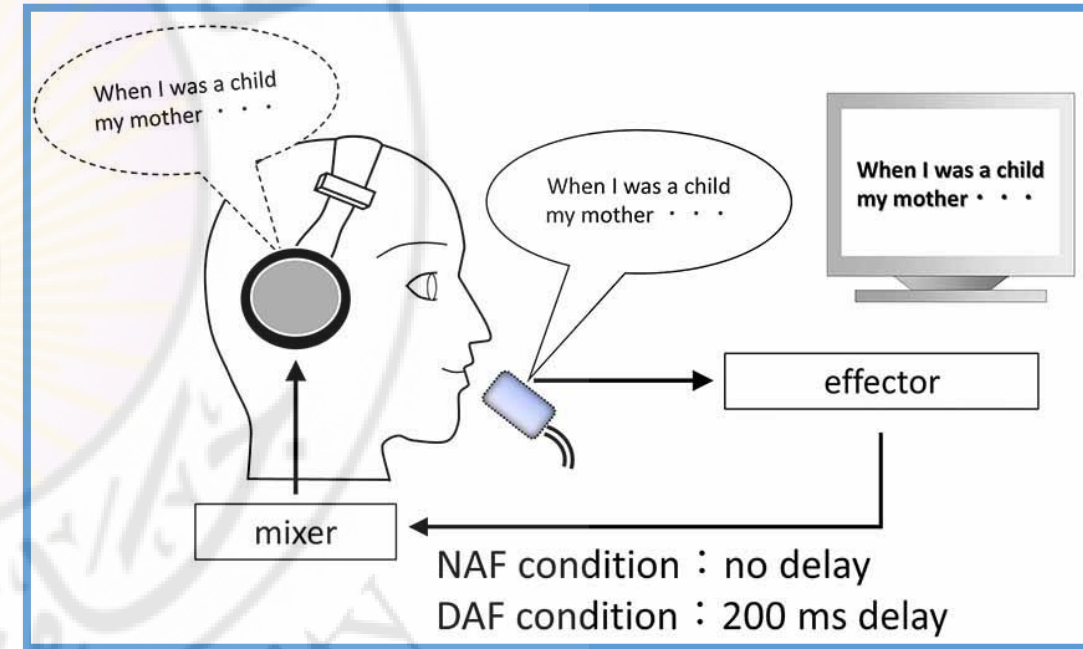 When I was a child
my mother ・ ・ ・
When I was a child
my mother ・ ・ ・
When I was a child
my mother ・ ・ ・
effector
mixer
NAF condition：no delay
DAF condition：200 ms delay